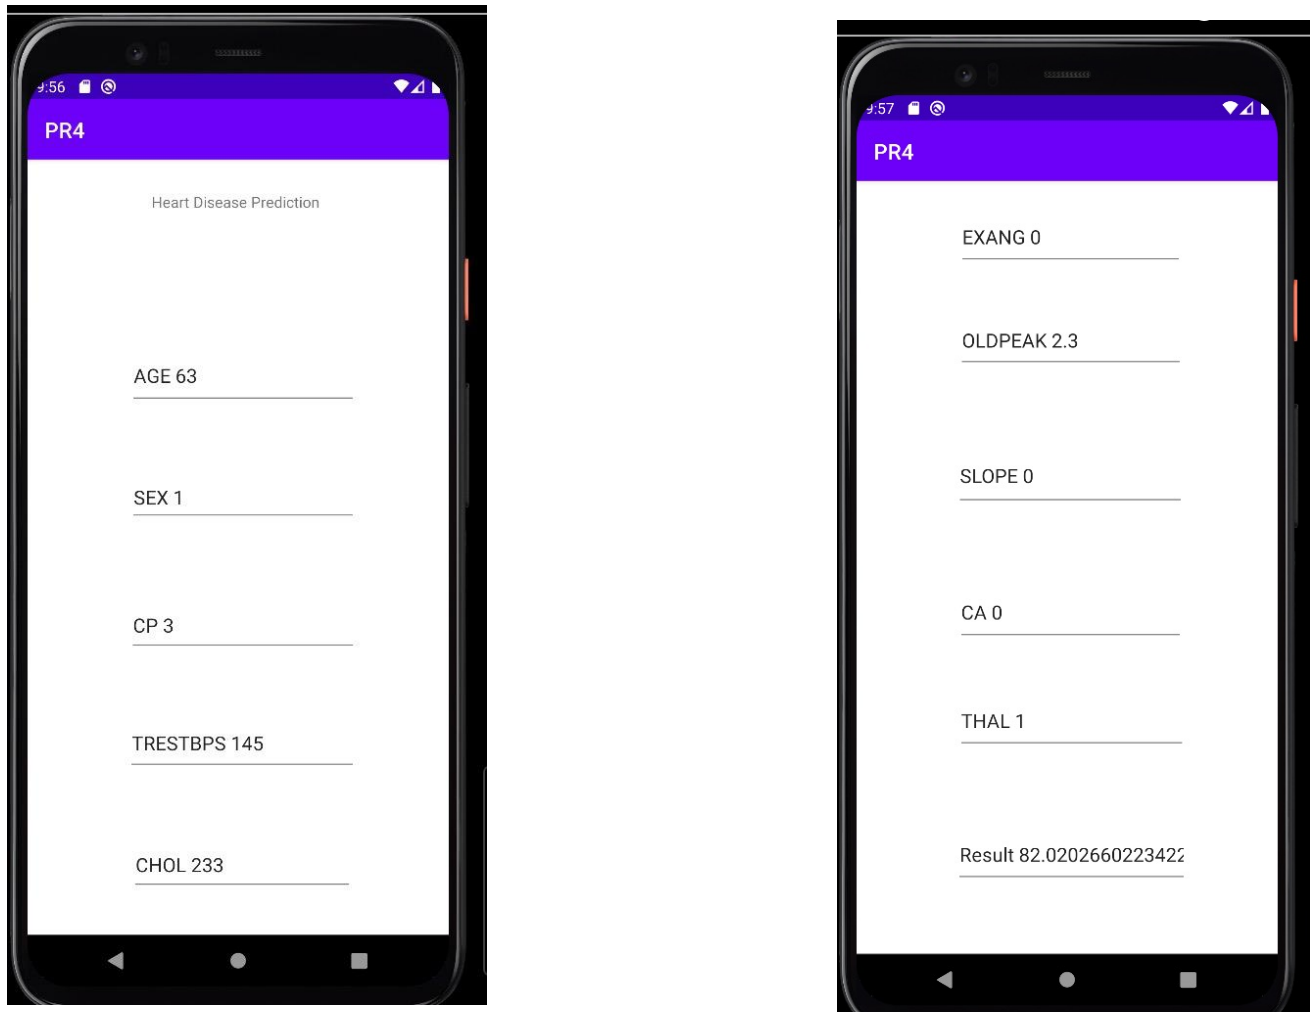 9:56
PR4
Heart Disease Prediction
AGE 63
SEX 1
CP 3
TRESTBPS 145
CHOL 233
9:57
PR4
EXANG 0
OLDPEAK 2.3
SLOPE 0
CA 0
THAL 1
Result 82.0202660223422